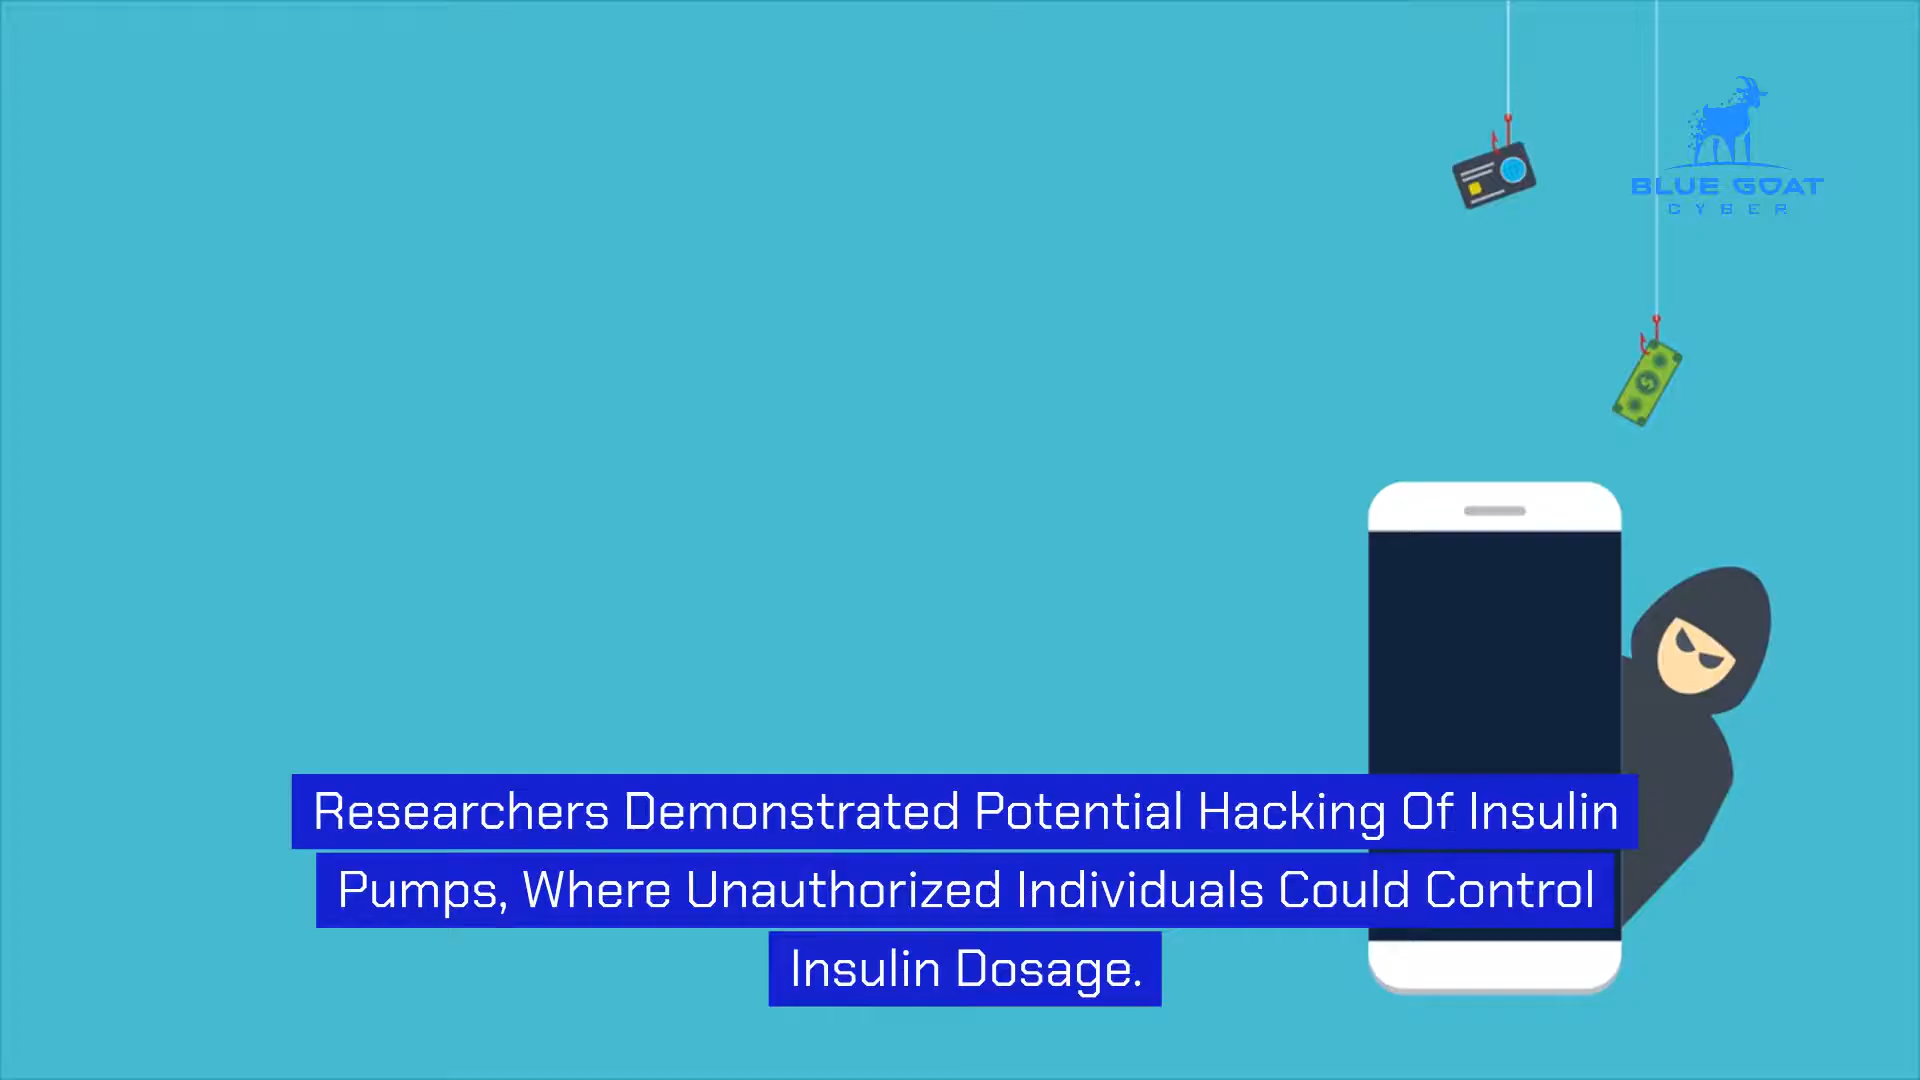 BLUE GOAT
CYBER
Researchers Demonstrated Potential Hacking Of Insulin
Pumps, Where Unauthorized Individuals Could Control
Insulin Dosage.